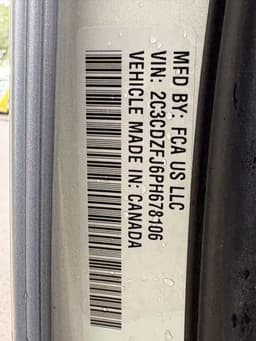 MFD BY: FCA US LLC
VIN: 2C3CDZFJ6PH678106
VEHICLE MADE IN: CANADA